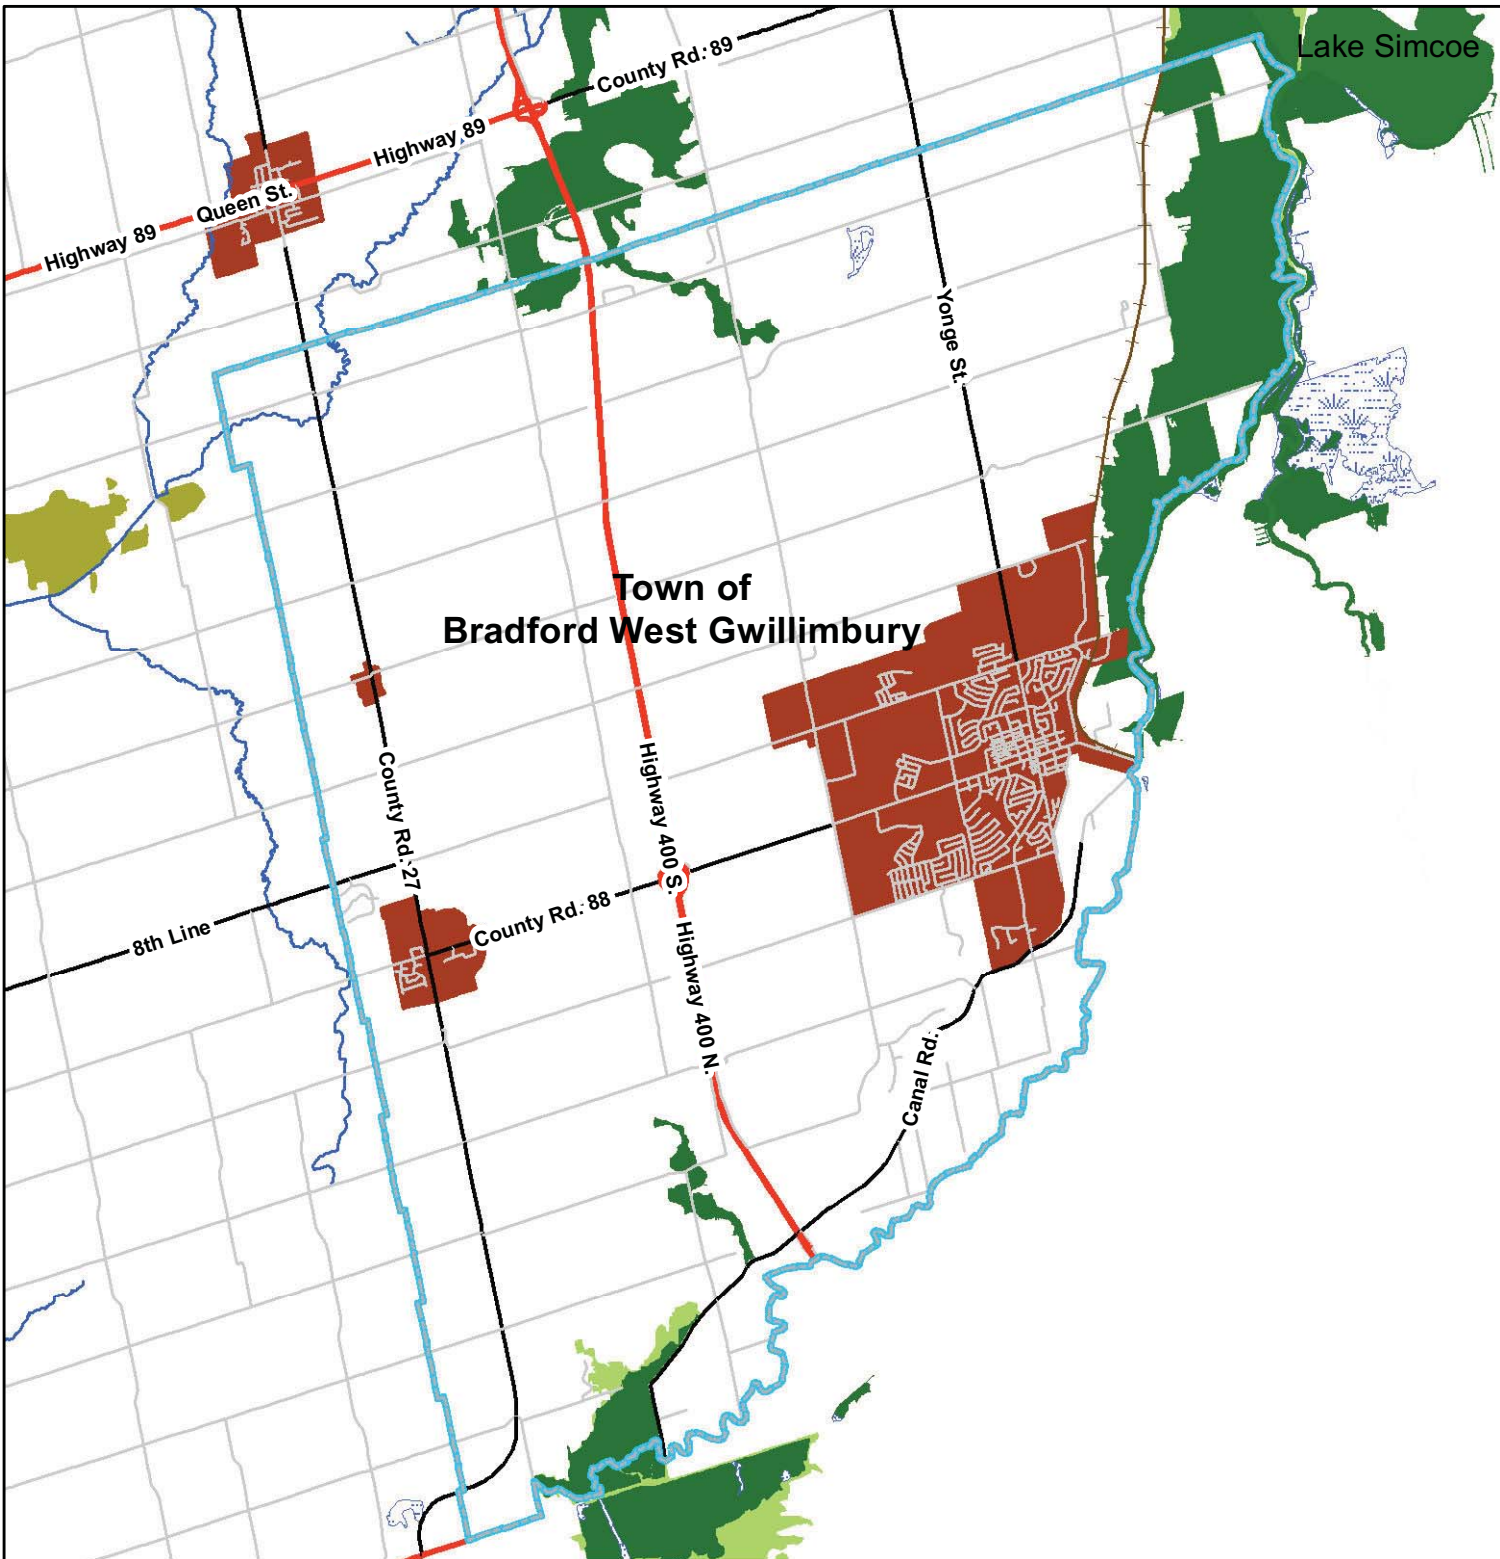 Lake Simcoe
County Rd. 89
Highway 89
Queen St.
Highway 89
Yonge St.
Town of
Bradford West Gwillimbury
County Rd. 27
Highway 400 S.
8th Line
County Rd. 88
Highway 400 N.
Canal Rd.